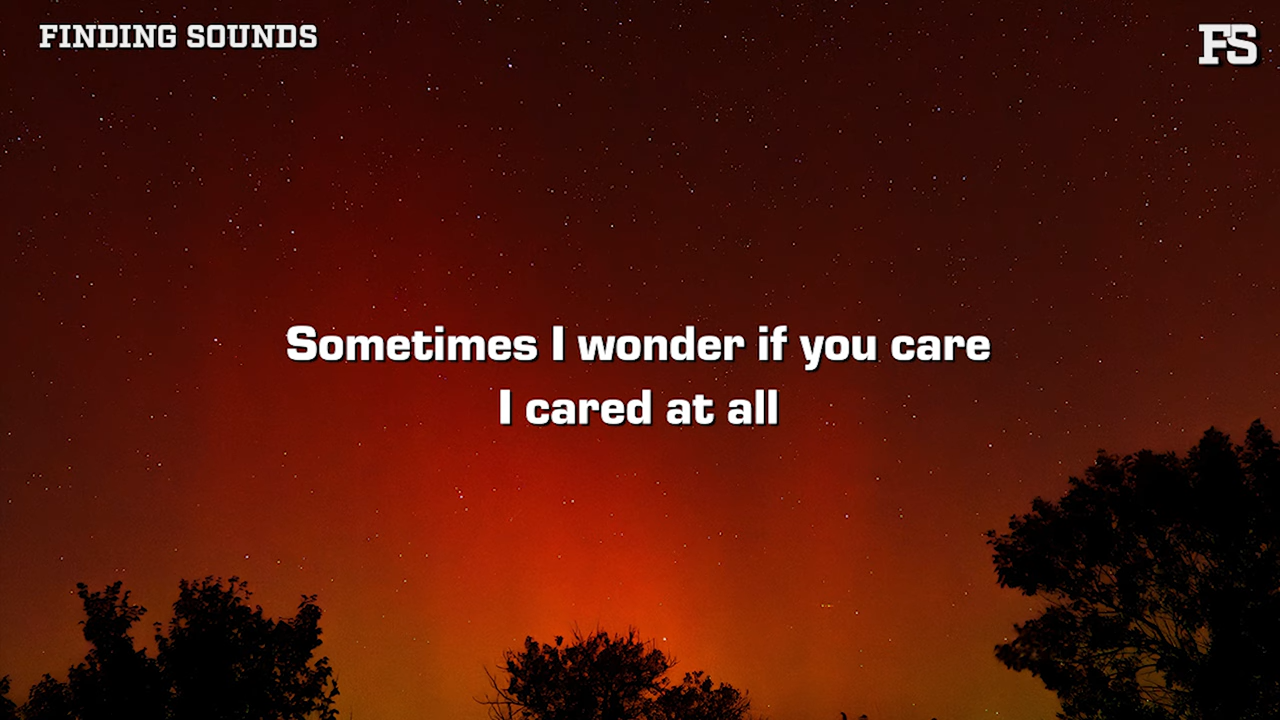 FINDING SOUNDS
FS
Sometimes I wonder if you care
I cared at all